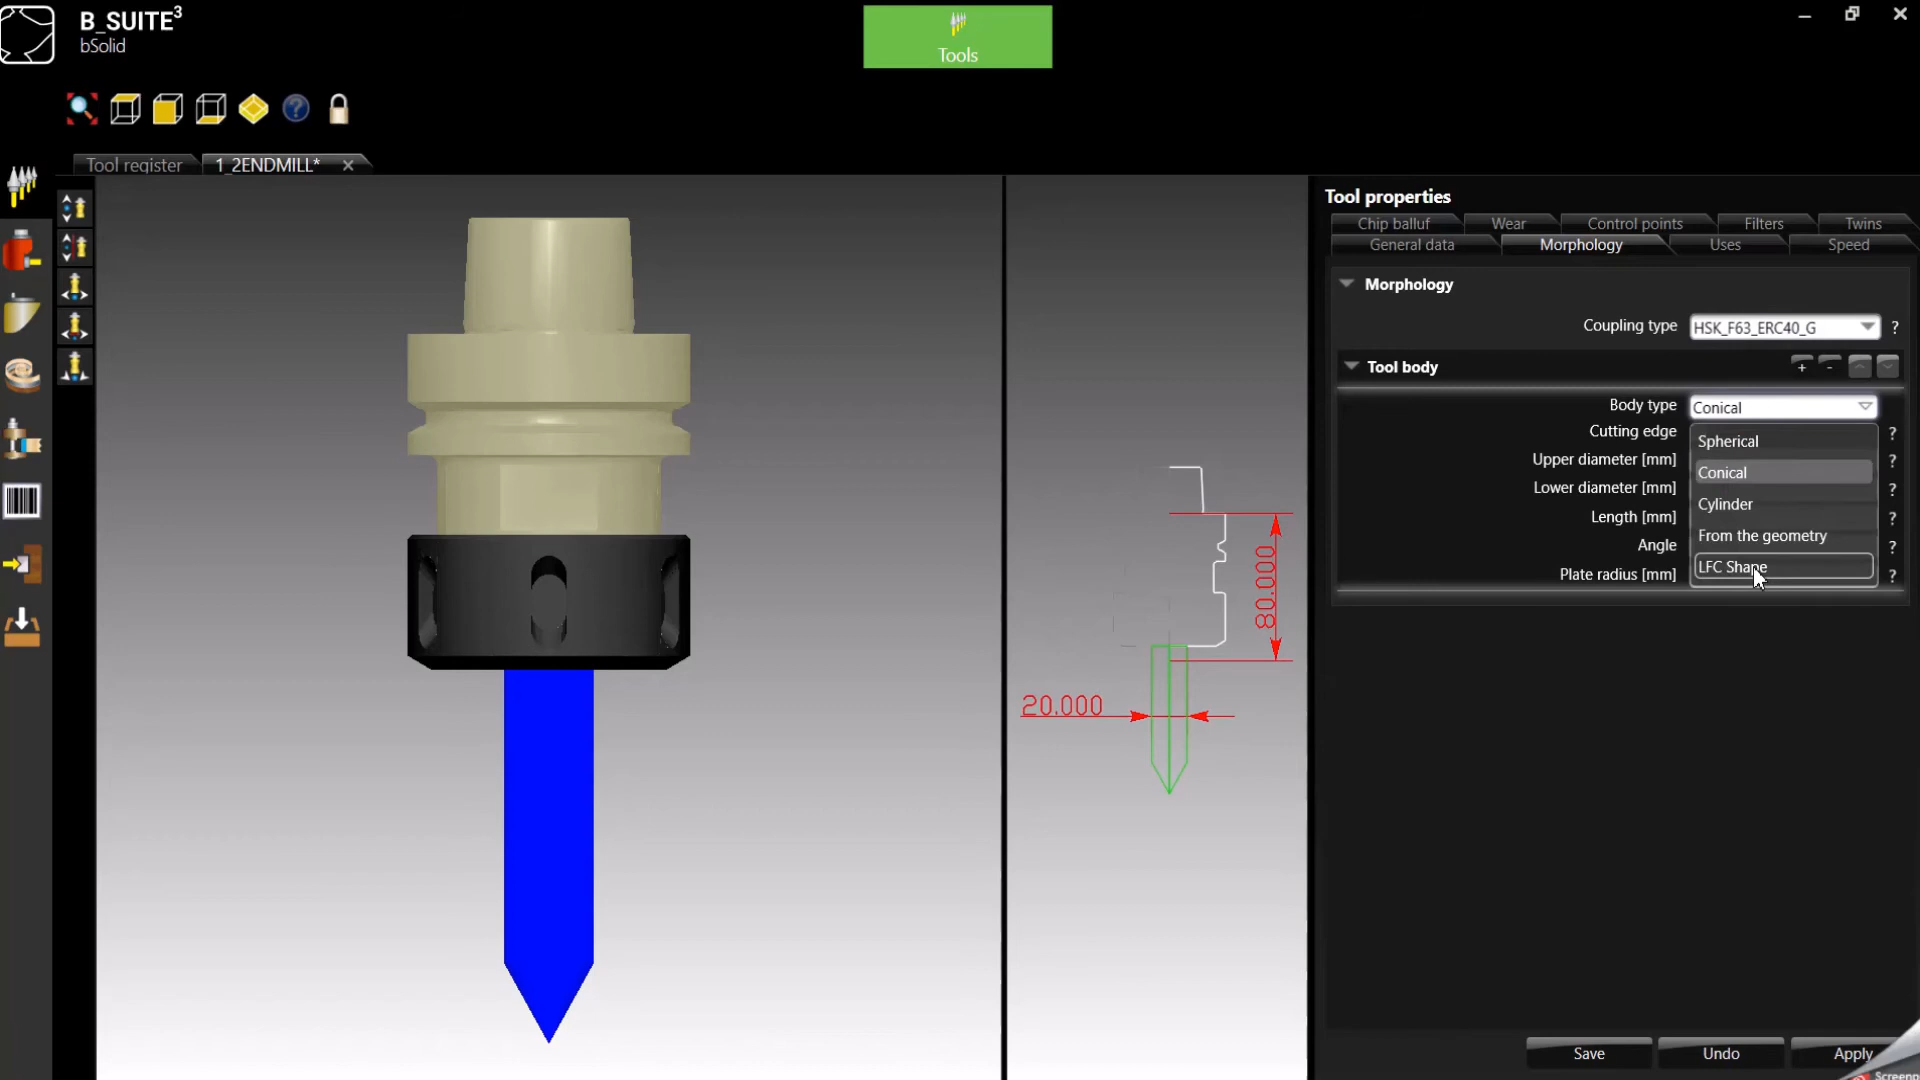 B_SUITE³
bSolid
Tools
Tool register
1_2ENDMILL*
80.000
20.000
Tool properties
Chip balluf
Wear
Control points
Filters
Twins
General data
Morphology
Uses
Speed
Morphology
Coupling type
HSK_F63_ERC40_G
?
Tool body
+
-
Body type
Conical
Cutting edge
Spherical
?
Upper diameter [mm]
Conical
?
Lower diameter [mm]
Cylinder
?
Length [mm]
?
Angle
From the geometry
?
Plate radius [mm]
LFC Shape
?
Save
Undo
Apply